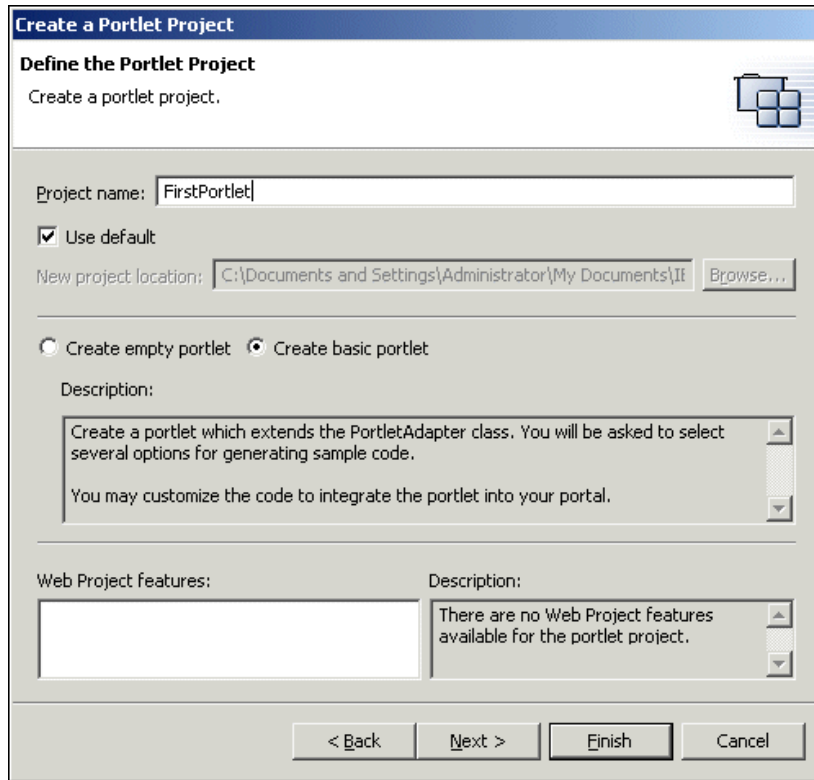 Create a Portlet Project
Define the Portlet Project
Create a portlet project.
Project name: FirstPortlet
Use default
New project location: C:\Documents and Settings\Administrator\My Documents\IE Browse...
Create empty portlet Create basic portlet
Description:
Create a portlet which extends the PortletAdapter class. You will be asked to select
several options for generating sample code.
You may customize the code to integrate the portlet into your portal.
Web Project features: Description:
There are no Web Project features
available for the portlet project.
< Back Next > Finish Cancel